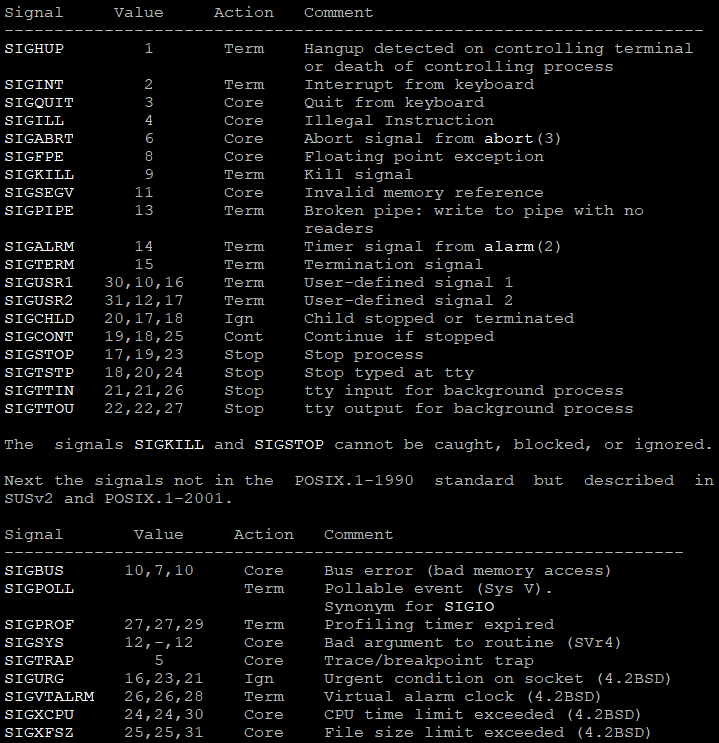 Signal     Value     Action   Comment
----------------------------------------------------------------------
SIGHUP        1       Term    Hangup detected on controlling terminal
                              or death of controlling process
SIGINT        2       Term    Interrupt from keyboard
SIGQUIT       3       Core    Quit from keyboard
SIGILL        4       Core    Illegal Instruction
SIGABRT       6       Core    Abort signal from abort(3)
SIGFPE        8       Core    Floating point exception
SIGKILL       9       Term    Kill signal
SIGSEGV      11       Core    Invalid memory reference
SIGPIPE      13       Term    Broken pipe: write to pipe with no
                              readers
SIGALRM      14       Term    Timer signal from alarm(2)
SIGTERM      15       Term    Termination signal
SIGUSR1   30,10,16    Term    User-defined signal 1
SIGUSR2   31,12,17    Term    User-defined signal 2
SIGCHLD   20,17,18    Ign     Child stopped or terminated
SIGCONT   19,18,25    Cont    Continue if stopped
SIGSTOP   17,19,23    Stop    Stop process
SIGTSTP   18,20,24    Stop    Stop typed at tty
SIGTTIN   21,21,26    Stop    tty input for background process
SIGTTOU   22,22,27    Stop    tty output for background process
The  signals SIGKILL and SIGSTOP cannot be caught, blocked, or ignored.
Next the signals not in the  POSIX.1-1990  standard  but  described  in
SUSv2 and POSIX.1-2001.
Signal       Value     Action   Comment
--------------------------------------------------------------------
SIGBUS      10,7,10     Core    Bus error (bad memory access)
SIGPOLL                 Term    Pollable event (Sys V).
                                Synonym for SIGIO
SIGPROF     27,27,29    Term    Profiling timer expired
SIGSYS      12,-,12     Core    Bad argument to routine (SVr4)
SIGTRAP        5        Core    Trace/breakpoint trap
SIGURG      16,23,21    Ign     Urgent condition on socket (4.2BSD)
SIGVTALRM   26,26,28    Term    Virtual alarm clock (4.2BSD)
SIGXCPU     24,24,30    Core    CPU time limit exceeded (4.2BSD)
SIGXFSZ     25,25,31    Core    File size limit exceeded (4.2BSD)